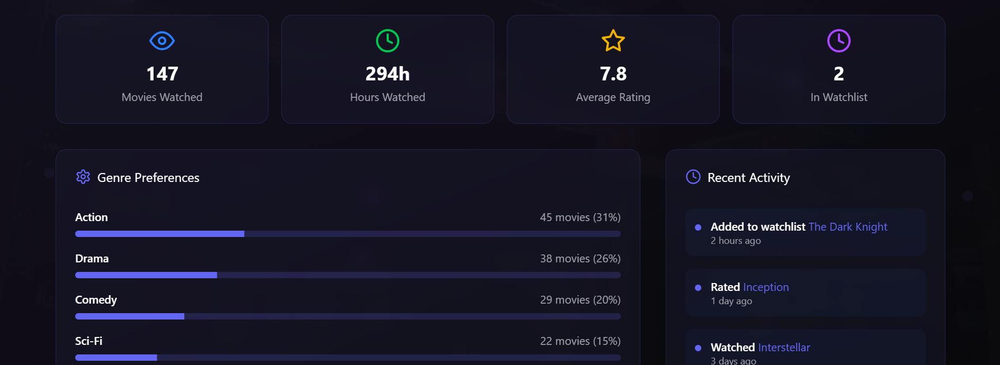 147
Movies Watched
294h
Hours Watched
7.8
Average Rating
2
In Watchlist
Genre Preferences
Action
45 movies (31%)
Drama
38 movies (26%)
Comedy
29 movies (20%)
Sci-Fi
22 movies (15%)
Recent Activity
Added to watchlist The Dark Knight
2 hours ago
Rated Inception
1 day ago
Watched Interstellar
3 days ago